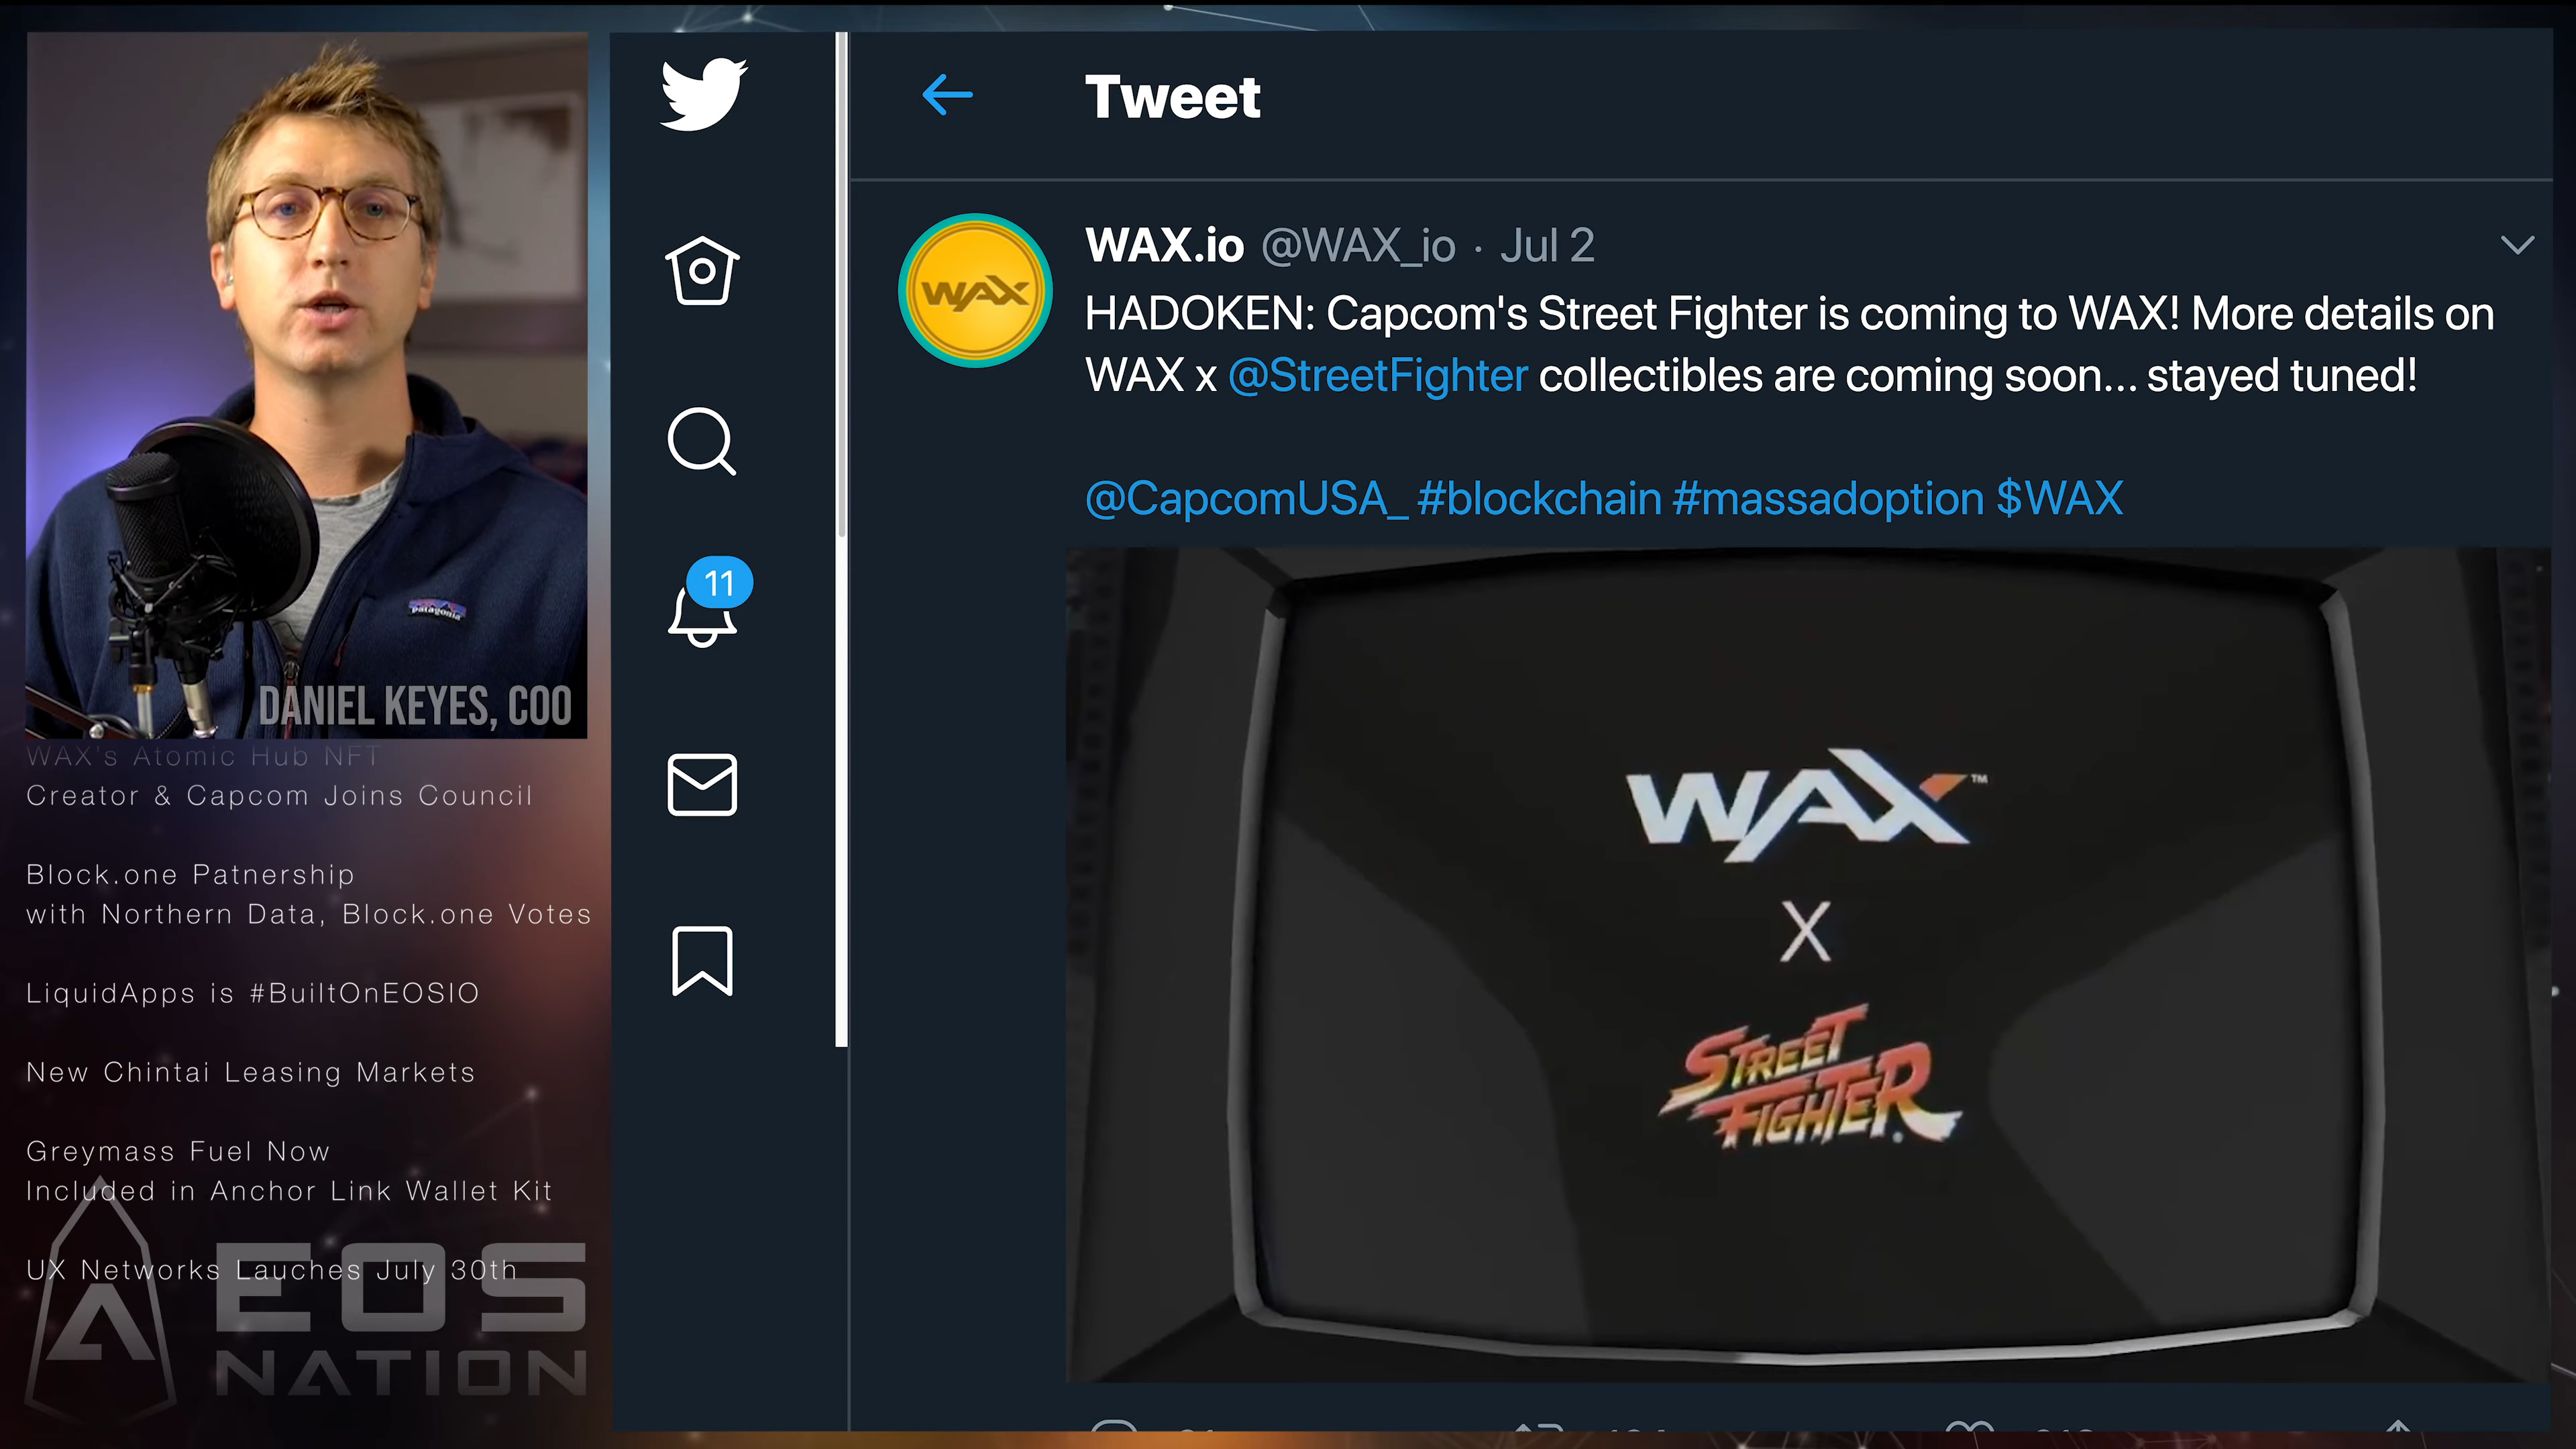 patagonia
DANIEL KEYES, COO
WAX's Atomic Hub NFT
Creator & Capcom Joins Council
Block.one Patnership
with Northern Data, Block.one Votes
LiquidApps is #BuiltOnEOSIO
New Chintai Leasing Markets
Greymass Fuel Now
Included in Anchor Link Wallet Kit
UX Networks Lauches July 30th
EOS
NATION
11
Tweet
WAX
WAX.io @WAX_io · Jul 2
HADOKEN: Capcom's Street Fighter is coming to WAX! More details on
WAX x @StreetFighter collectibles are coming soon... stayed tuned!
@CapcomUSA_ #blockchain #massadoption $WAX
WAX™
X
STREET
FIGHTER